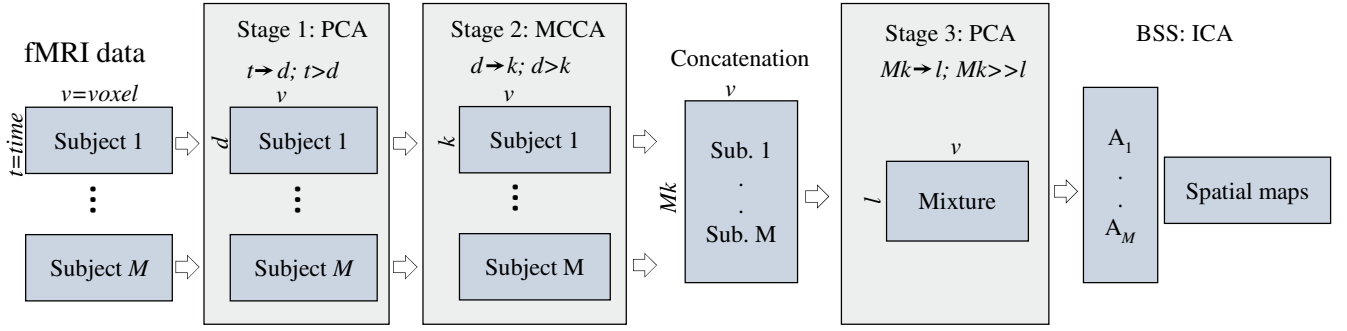 fMRI data
v=voxel
t=time
Subject 1
Subject M
Stage 1: PCA
t→d; t>d
v
d
Subject 1
Subject M
Stage 2: MCCA
d→k; d>k
v
k
Subject 1
Subject M
Concatenation
v
Mk
Sub. 1
.
.
Sub. M
Stage 3: PCA
Mk→l; Mk>>l
v
l
Mixture
BSS: ICA
A1
.
.
AM
Spatial maps